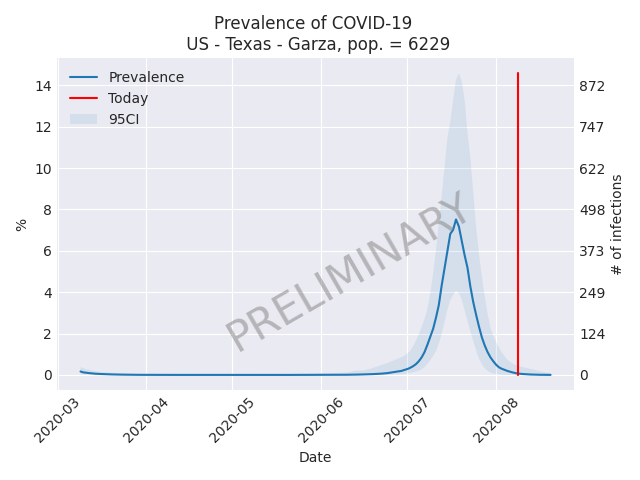 Prevalence of COVID-19
US - Texas - Garza, pop. = 6229
Prevalence
Today
95CI
PRELIMINARY
%
14
12
10
8
6
4
2
0
872
747
622
498
373
249
124
0
# of infections
2020-03
2020-04
2020-05
2020-06
2020-07
2020-08
Date